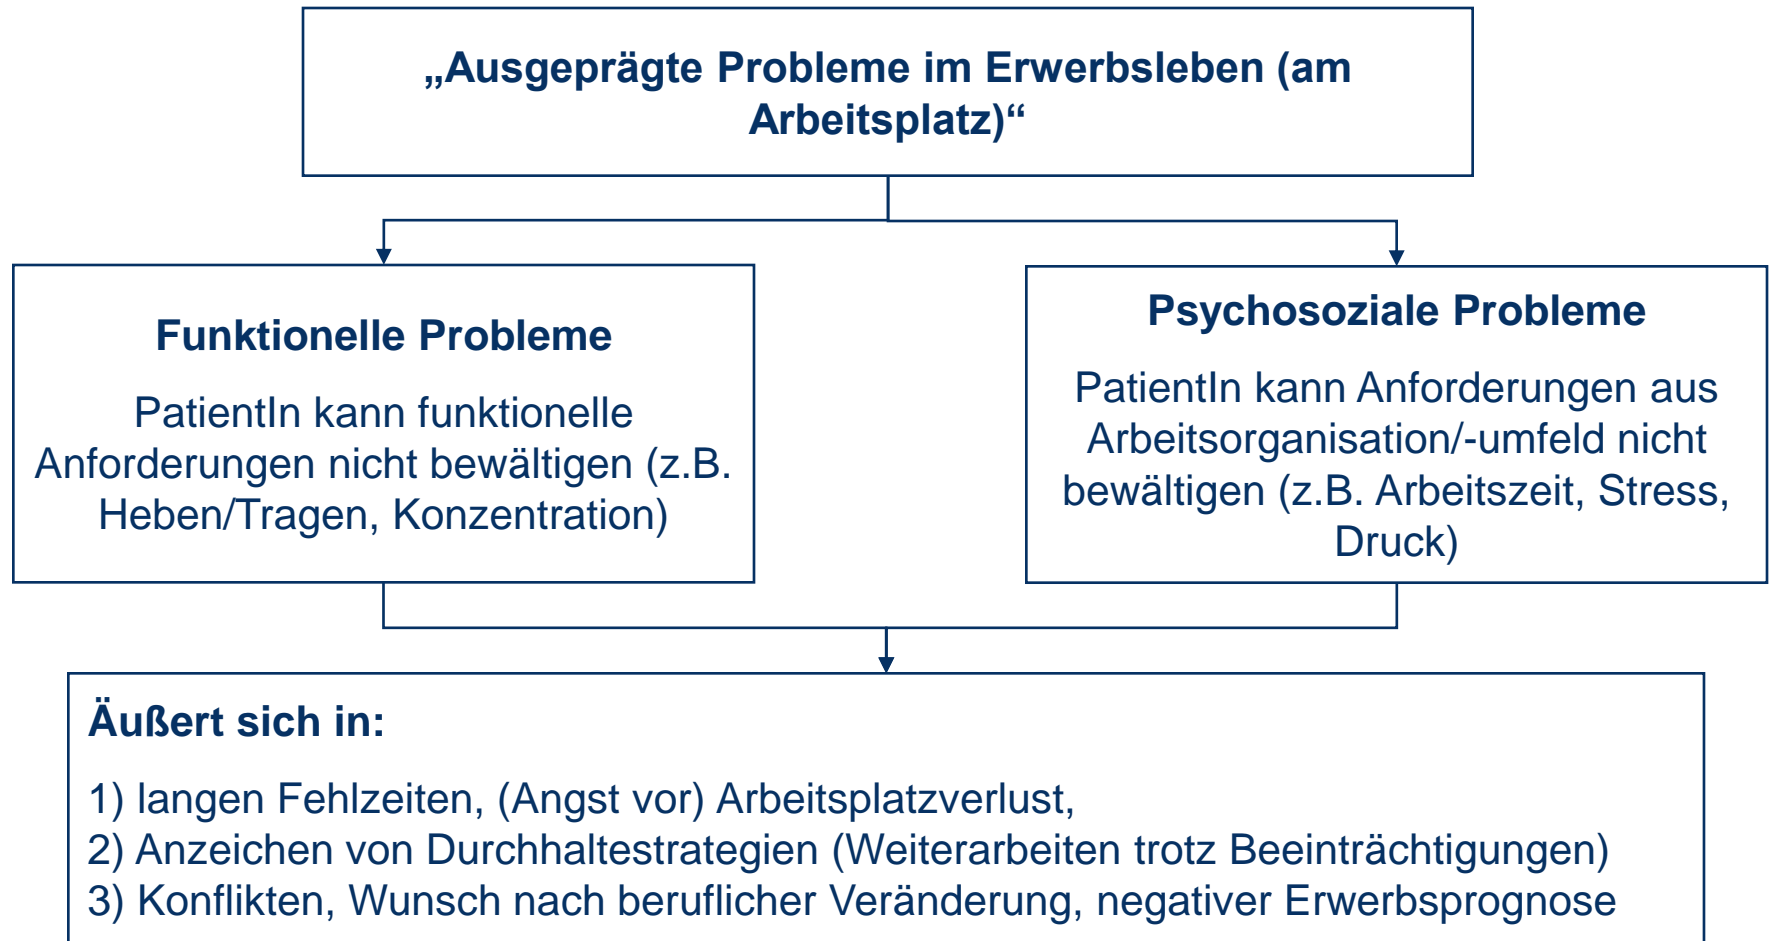 „Ausgeprägte Probleme im Erwerbsleben (am
Arbeitsplatz)“
Funktionelle Probleme
PatientIn kann funktionelle
Anforderungen nicht bewältigen (z.B.
Heben/Tragen, Konzentration)
Psychosoziale Probleme
PatientIn kann Anforderungen aus
Arbeitsorganisation/-umfeld nicht
bewältigen (z.B. Arbeitszeit, Stress,
Druck)
Äußert sich in:
1) langen Fehlzeiten, (Angst vor) Arbeitsplatzverlust,
2) Anzeichen von Durchhaltestrategien (Weiterarbeiten trotz Beeinträchtigungen)
3) Konflikten, Wunsch nach beruflicher Veränderung, negativer Erwerbsprognose